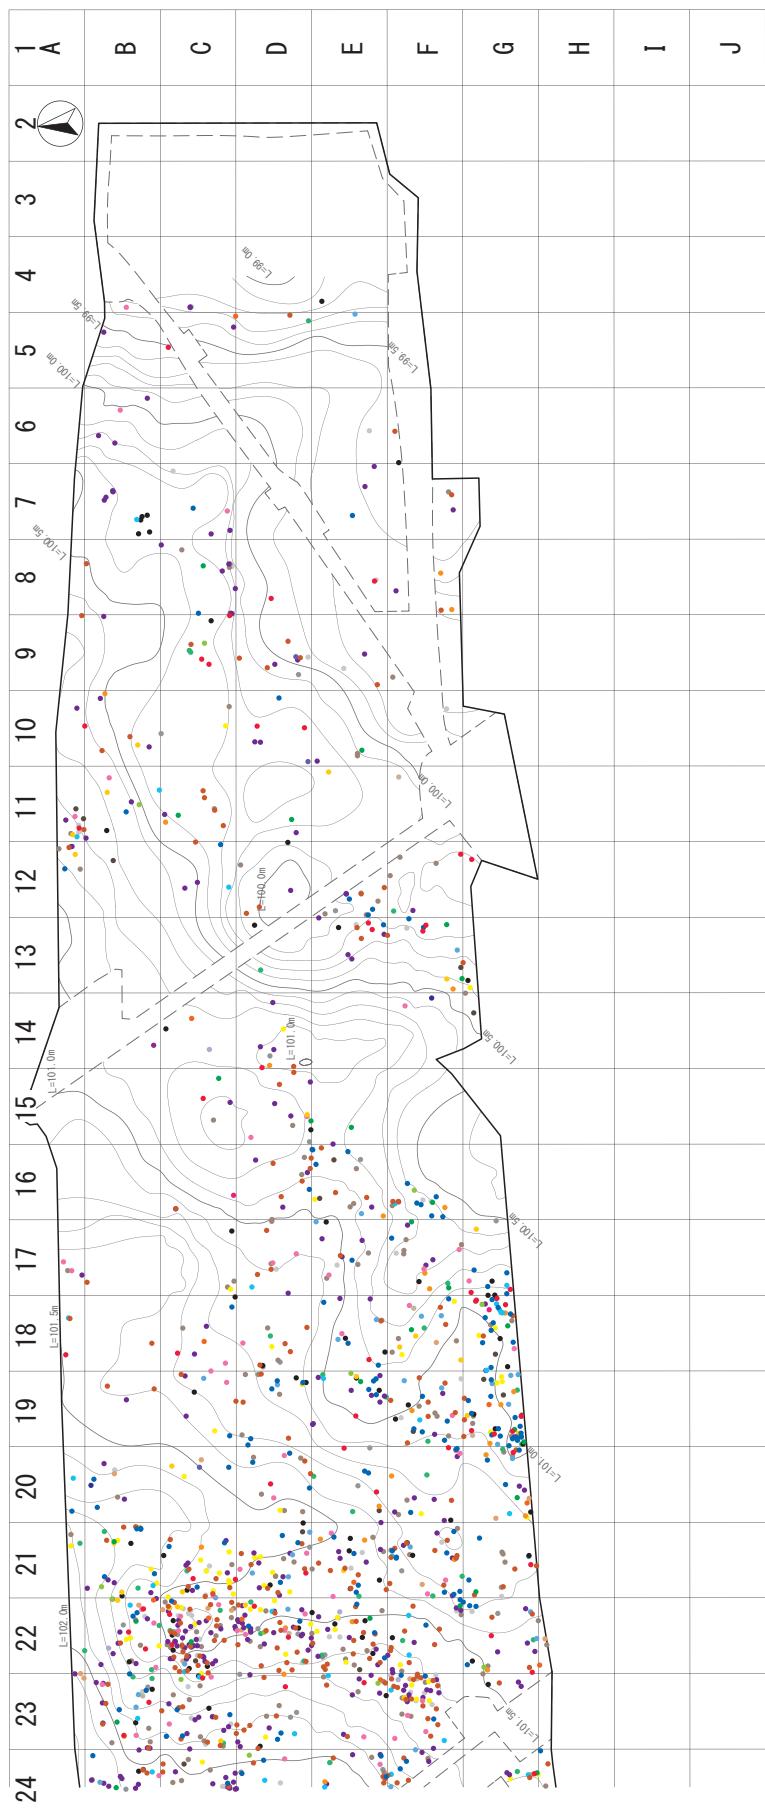 1
A
B
C
D
E
F
G
H
I
J
2
3
L=99.0m
4
L=99.5m
5
L=99.5m
L=100.0m
6
7
L=100.5m
8
9
10
L=100.0m
11
L=100.0m
12
13
L=101.0m
L=100.5m
14
L=101.0m
15
16
L=100.5m
17
L=101.5m
18
19
L=101.0m
20
21
L=102.0m
22
L=101.5m
23
24